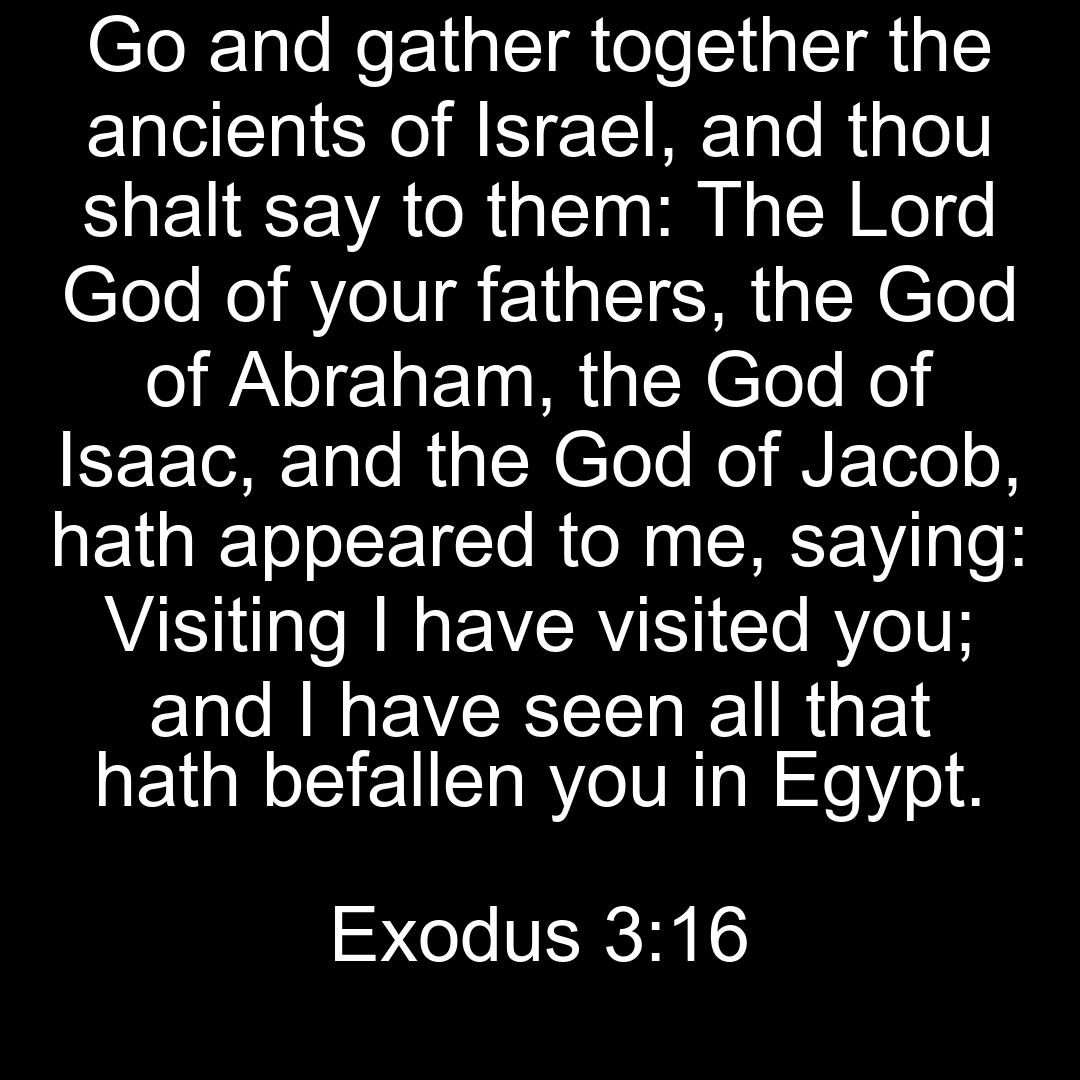 Go and gather together the
ancients of Israel, and thou
shalt say to them: The Lord
God of your fathers, the God
of Abraham, the God of
Isaac, and the God of Jacob,
hath appeared to me, saying:
Visiting I have visited you;
and I have seen all that
hath befallen you in Egypt.
Exodus 3:16